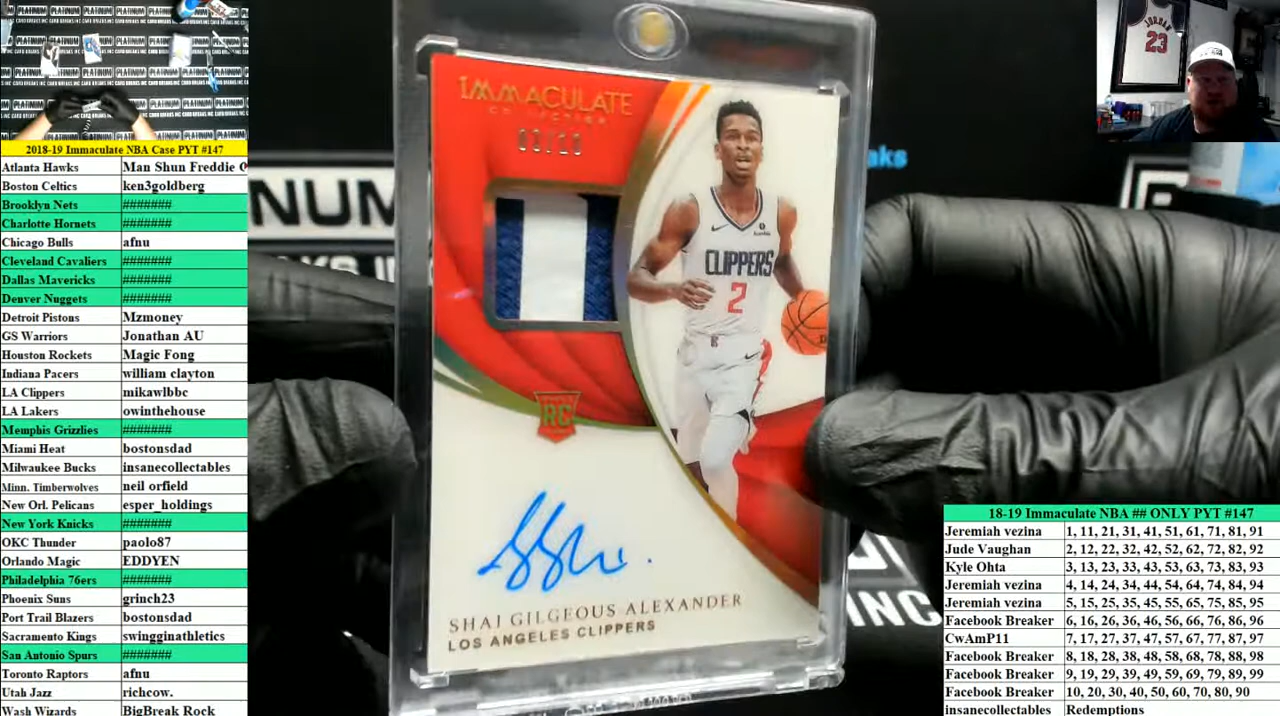 2018-19 Immaculate NBA Case PYT #147
Atlanta Hawks Man Shun Freddie
Boston Celtics ken3goldberg
Brooklyn Nets #######
Charlotte Hornets #######
Chicago Bulls afnu
Cleveland Cavaliers #######
Dallas Mavericks #######
Denver Nuggets #######
Detroit Pistons Mzmoney
GS Warriors Jonathan AU
Houston Rockets Magic Fong
Indiana Pacers william clayton
LA Clippers mikawlbbc
LA Lakers owinthehouse
Memphis Grizzlies #######
Miami Heat bostonsdad
Milwaukee Bucks insanecollectables
Minn. Timberwolves neil orfield
New Orl. Pelicans esper_holdings
New York Knicks #######
OKC Thunder paolo87
Orlando Magic EDDYEN
Philadelphia 76ers #######
Phoenix Suns grinch23
Port Trail Blazers bostonsdad
Sacramento Kings swingginathletics
San Antonio Spurs #######
Toronto Raptors afnu
Utah Jazz richcow.
Wash Wizards BigBreak Rock
IMMACULATE
COLLECTION
03/10
CLIPPERS
2
RC
SHAI GILGEOUS ALEXANDER
LOS ANGELES CLIPPERS
JORDAN
23
18-19 Immaculate NBA ## ONLY PYT #147
Jeremiah vezina 1, 11, 21, 31, 41, 51, 61, 71, 81, 91
Jude Vaughan 2, 12, 22, 32, 42, 52, 62, 72, 82, 92
Kyle Ohta 3, 13, 23, 33, 43, 53, 63, 73, 83, 93
Jeremiah vezina 4, 14, 24, 34, 44, 54, 64, 74, 84, 94
Jeremiah vezina 5, 15, 25, 35, 45, 55, 65, 75, 85, 95
Facebook Breaker 6, 16, 26, 36, 46, 56, 66, 76, 86, 96
CwAmP11 7, 17, 27, 37, 47, 57, 67, 77, 87, 97
Facebook Breaker 8, 18, 28, 38, 48, 58, 68, 78, 88, 98
Facebook Breaker 9, 19, 29, 39, 49, 59, 69, 79, 89, 99
Facebook Breaker 10, 20, 30, 40, 50, 60, 70, 80, 90
insanecollectables Redemptions